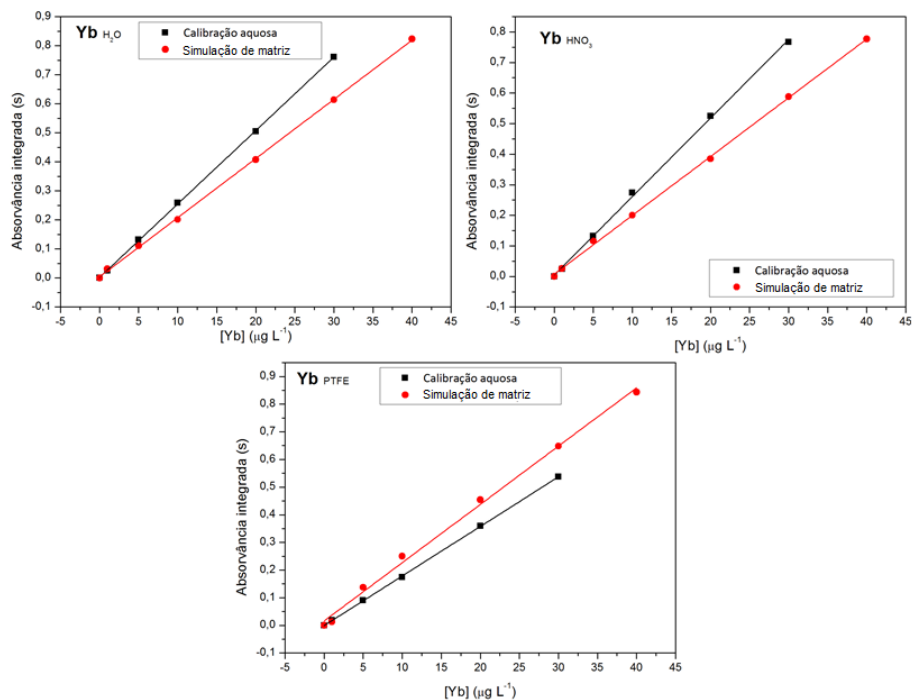 Yb H₂O
Calibração aquosa
Simulação de matriz
Absorvância integrada (s)
0,9
0,8
0,7
0,6
0,5
0,4
0,3
0,2
0,1
0,0
-0,1
-5 0 5 10 15 20 25 30 35 40 45
[Yb] (µg L⁻¹)
Yb HNO₃
Calibração aquosa
Simulação de matriz
Absorvância integrada (s)
0,8
0,7
0,6
0,5
0,4
0,3
0,2
0,1
0,0
-0,1
-5 0 5 10 15 20 25 30 35 40 45
[Yb] (µg L⁻¹)
Yb PTFE
Calibração aquosa
Simulação de matriz
Absorvância integrada (s)
0,9
0,8
0,7
0,6
0,5
0,4
0,3
0,2
0,1
0,0
-0,1
-5 0 5 10 15 20 25 30 35 40 45
[Yb] (µg L⁻¹)